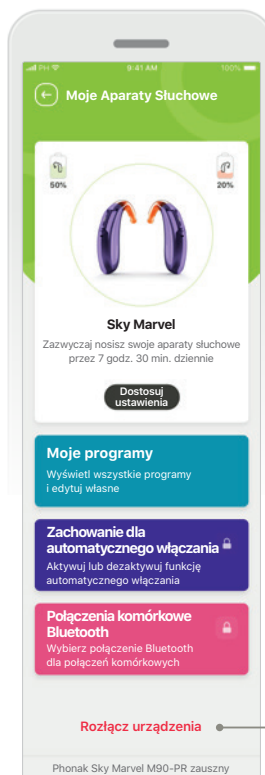 PH 9:41 AM 100%
Moje Aparaty Słuchowe
50% 20%
Sky Marvel
Zazwyczaj nosisz swoje aparaty słuchowe
przez 7 godz. 30 min. dziennie
Dostosuj
ustawienia
Moje programy
Wyświetl wszystkie programy
i edytuj własne
Zachowanie dla
automatycznego włączania
Aktywuj lub dezaktywuj funkcję
automatycznego włączania
Połączenia komórkowe
Bluetooth
Wybierz połączenie Bluetooth
dla połączeń komórkowych
Rozłącz urządzenia
Phonak Sky Marvel M90-PR zauszny